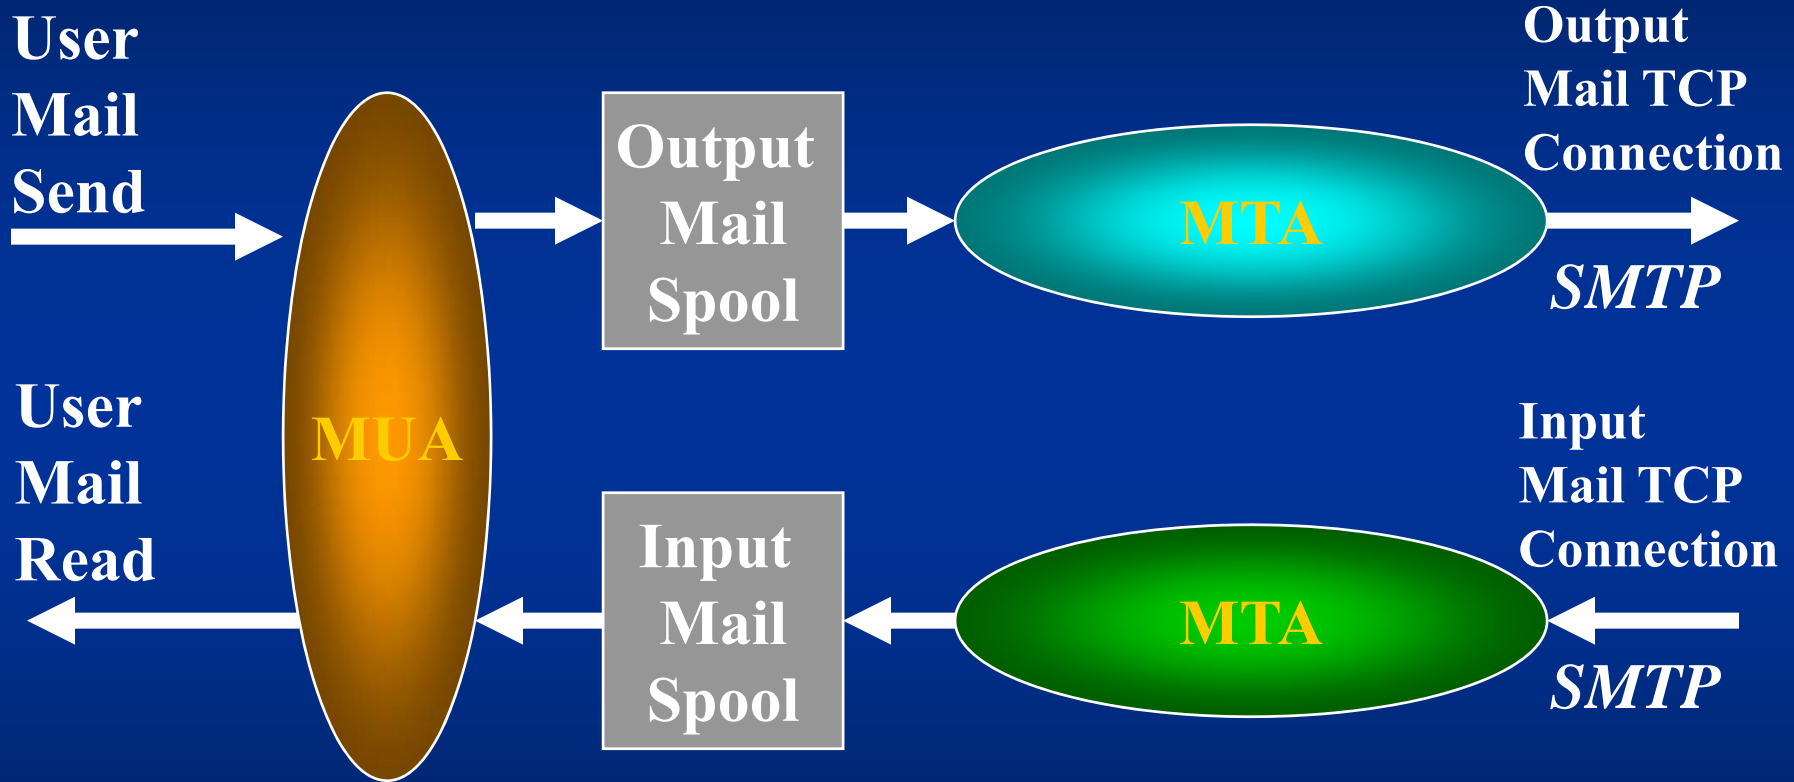 User
Mail
Send
Output
Mail
Spool
MTA
Output
Mail TCP
Connection
SMTP
MUA
User
Mail
Read
Input
Mail
Spool
MTA
Input
Mail TCP
Connection
SMTP